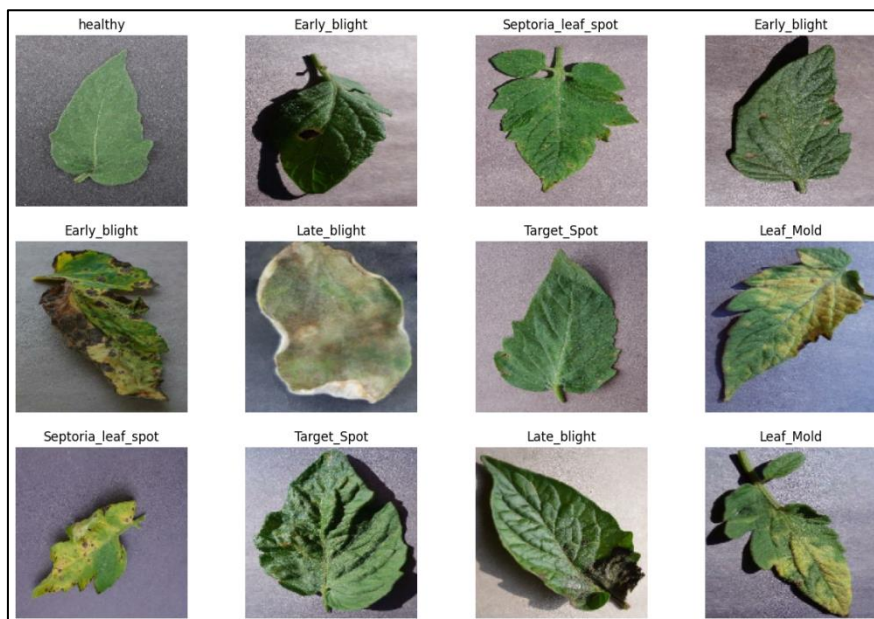 healthy
Early_blight
Septoria_leaf_spot
Early_blight
Early_blight
Late_blight
Target_Spot
Leaf_Mold
Septoria_leaf_spot
Target_Spot
Late_blight
Leaf_Mold